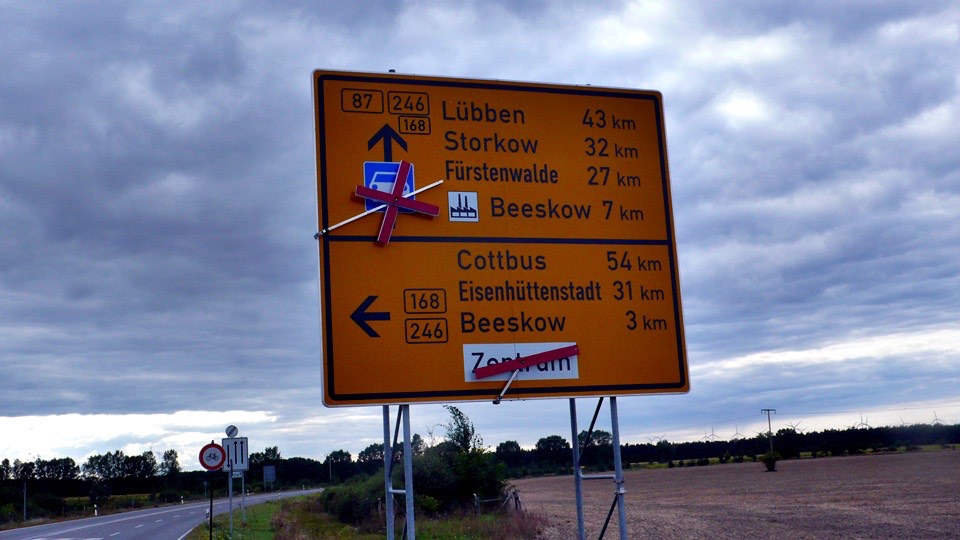 87 246
168
Lübben 43 km
Storkow 32 km
Fürstenwalde 27 km
Beeskow 7 km
Cottbus 54 km
168 Eisenhüttenstadt 31 km
246 Beeskow 3 km
Zentrum